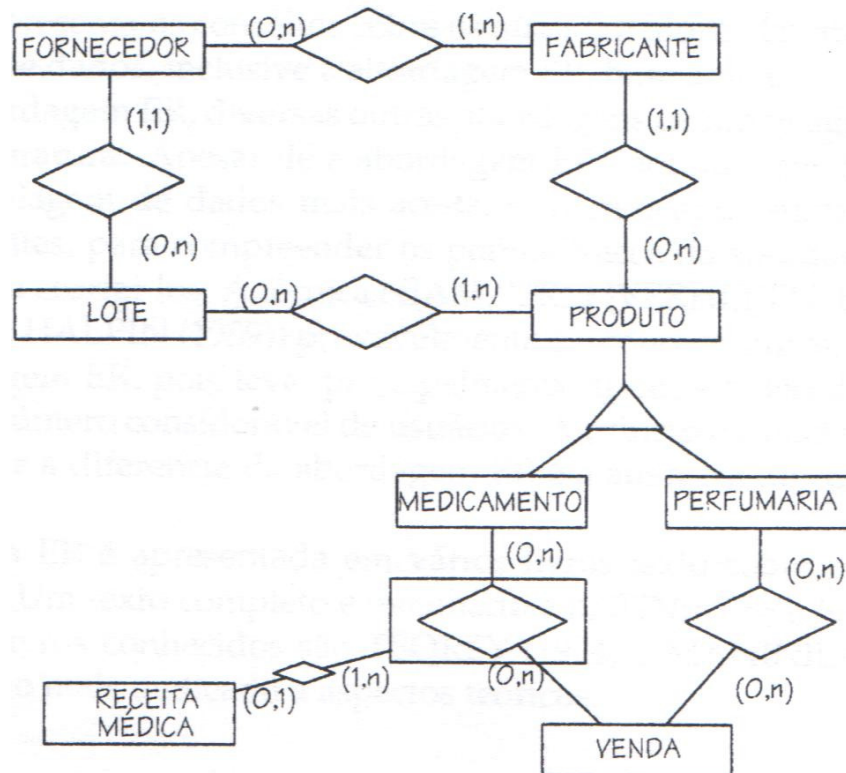 (0,n) (1,n)
FORNECEDOR FABRICANTE
(1,1) (1,1)
(0,n) (0,n)
(0,n) (1,n)
LOTE PRODUTO
MEDICAMENTO PERFUMARIA
(0,n) (0,n)
(1,n) (0,n) (0,n)
(0,1)
RECEITA
MÉDICA
VENDA